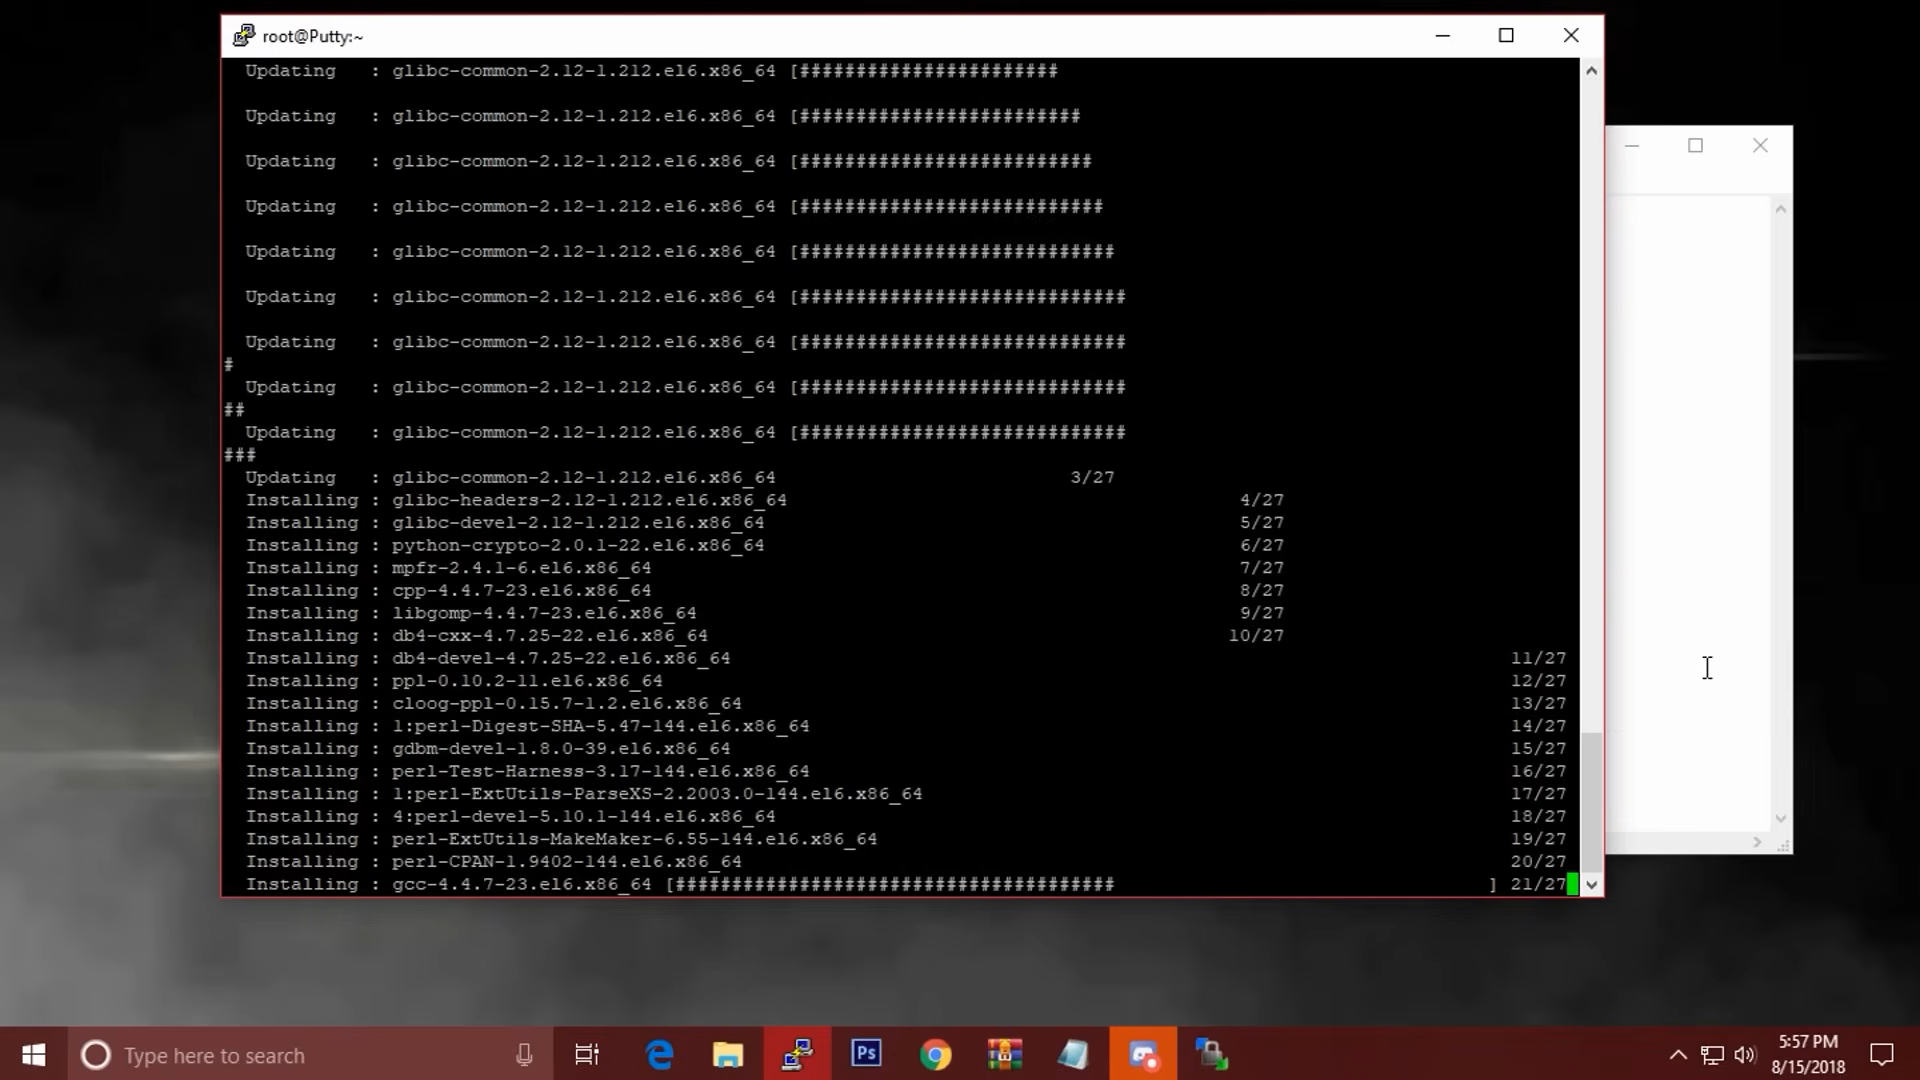 root@Putty:~
Updating : glibc-common-2.12-1.212.el6.x86_64 [#######################
Updating : glibc-common-2.12-1.212.el6.x86_64 [#########################
Updating : glibc-common-2.12-1.212.el6.x86_64 [##########################
Updating : glibc-common-2.12-1.212.el6.x86_64 [###########################
Updating : glibc-common-2.12-1.212.el6.x86_64 [############################
Updating : glibc-common-2.12-1.212.el6.x86_64 [#############################
Updating : glibc-common-2.12-1.212.el6.x86_64 [#############################
#
Updating : glibc-common-2.12-1.212.el6.x86_64 [#############################
##
Updating : glibc-common-2.12-1.212.el6.x86_64 [#############################
###
Updating : glibc-common-2.12-1.212.el6.x86_64 3/27
Installing : glibc-headers-2.12-1.212.el6.x86_64 4/27
Installing : glibc-devel-2.12-1.212.el6.x86_64 5/27
Installing : python-crypto-2.0.1-22.el6.x86_64 6/27
Installing : mpfr-2.4.1-6.el6.x86_64 7/27
Installing : cpp-4.4.7-23.el6.x86_64 8/27
Installing : libgomp-4.4.7-23.el6.x86_64 9/27
Installing : db4-cxx-4.7.25-22.el6.x86_64 10/27
Installing : db4-devel-4.7.25-22.el6.x86_64 11/27
Installing : ppl-0.10.2-11.el6.x86_64 12/27
Installing : cloog-ppl-0.15.7-1.2.el6.x86_64 13/27
Installing : 1:perl-Digest-SHA-5.47-144.el6.x86_64 14/27
Installing : gdbm-devel-1.8.0-39.el6.x86_64 15/27
Installing : perl-Test-Harness-3.17-144.el6.x86_64 16/27
Installing : 1:perl-ExtUtils-ParseXS-2.2003.0-144.el6.x86_64 17/27
Installing : 4:perl-devel-5.10.1-144.el6.x86_64 18/27
Installing : perl-ExtUtils-MakeMaker-6.55-144.el6.x86_64 19/27
Installing : perl-CPAN-1.9402-144.el6.x86_64 20/27
Installing : gcc-4.4.7-23.el6.x86_64 [####################################### ] 21/27
Type here to search
Ps
5:57 PM
8/15/2018